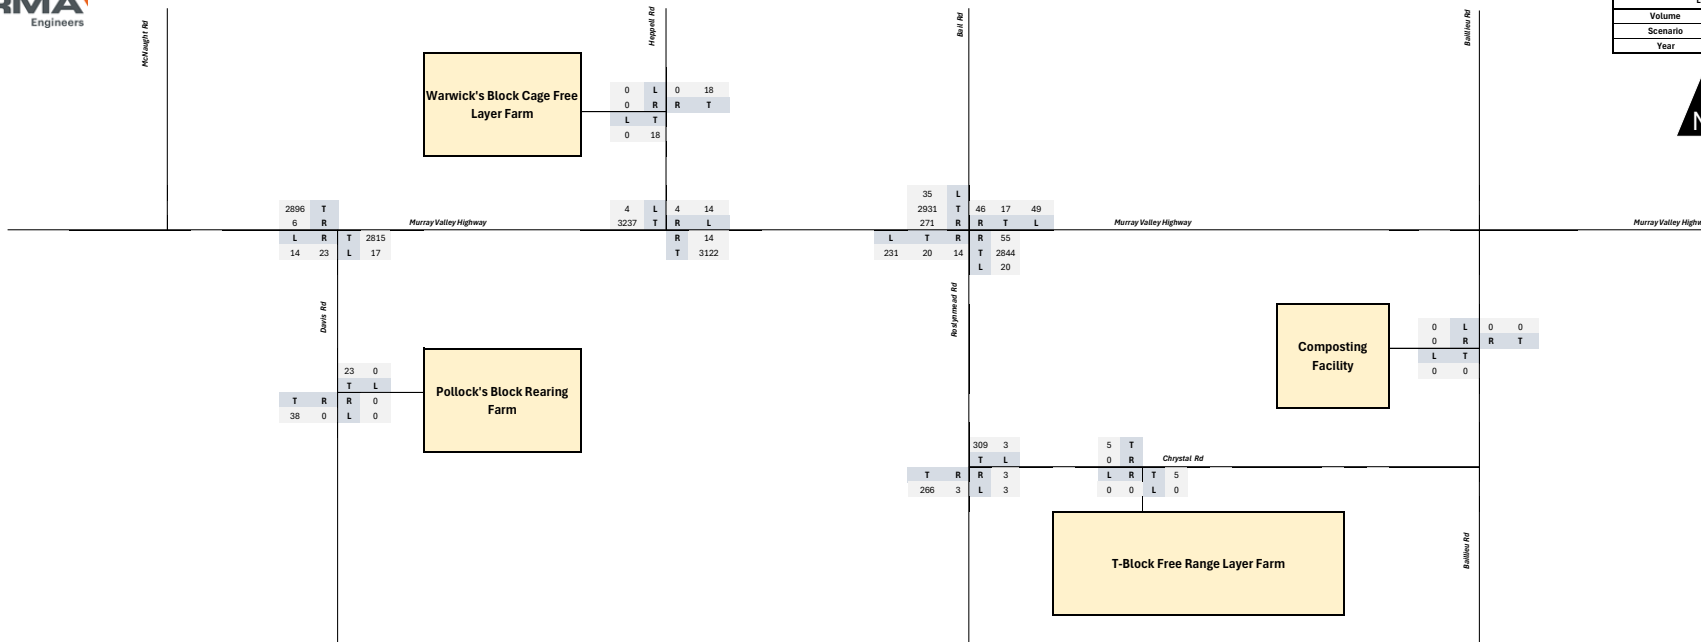 RMA
Engineers
McNaught Rd
Heppell Rd
Ball Rd
Baillieu Rd
Volume
Scenario
Year
N
Warwick's Block Cage Free
Layer Farm
0 L 0 18
0 R R T
L T
0 18
2896 T
6 R
L R T 2815
14 23 L 17
Murray Valley Highway
4 L 4 14
3237 T R L
R 14
T 3122
35 L
2931 T 46 17 49
271 R R T L
L T R R 55
231 20 14 T 2844
L 20
Murray Valley Highway
Murray Valley Highw
Davis Rd
Roslynmead Rd
23 0
T L
T R R 0
38 0 L 0
Pollock's Block Rearing
Farm
Composting
Facility
0 L 0 0
0 R R T
L T
0 0
309 3
T L
T R R 3
266 3 L 3
5 T
0 R
L R T 5
0 0 L 0
Chrystal Rd
T-Block Free Range Layer Farm
Baillieu Rd